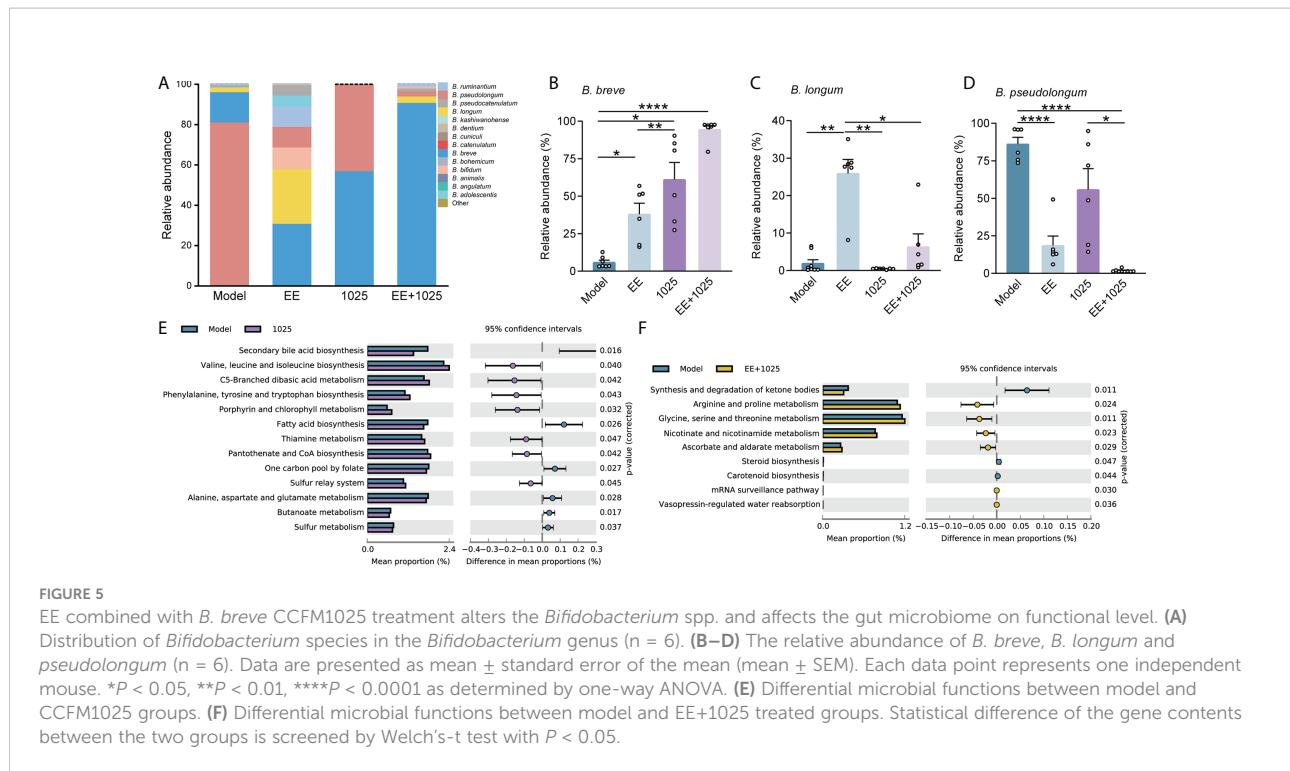 A
100
80
60
40
20
0
Relative abundance
Model
EE
1025
EE+1025
B. ruminantium
B. pseudolongum
B. pseudocatenulatum
B. longum
B. kashiwanohense
B. dentium
B. cuniculi
B. catenulatum
B. breve
B. bohemicum
B. bifidum
B. animalis
B. angulatum
B. adolescentis
Other
B
B. breve
****
*
**
*
100
75
50
25
0
Relative abundance (%)
Model
EE
1025
EE+1025
C
B. longum
*
**
**
40
30
20
10
0
Relative abundance (%)
Model
EE
1025
EE+1025
D
B. pseudolongum
****
****
*
100
75
50
25
0
Relative abundance (%)
Model
EE
1025
EE+1025
E
Model
1025
95% confidence intervals
Secondary bile acid biosynthesis 0.016
Valine, leucine and isoleucine biosynthesis 0.040
C5-Branched dibasic acid metabolism 0.042
Phenylalanine, tyrosine and tryptophan biosynthesis 0.043
Porphyrin and chlorophyll metabolism 0.032
Fatty acid biosynthesis 0.026
Thiamine metabolism 0.047
Pantothenate and CoA biosynthesis 0.042
One carbon pool by folate 0.027
Sulfur relay system 0.045
Alanine, aspartate and glutamate metabolism 0.028
Butanoate metabolism 0.017
Sulfur metabolism 0.037
p-value (corrected)
0.0 2.4 −0.4 −0.3 −0.2 −0.1 0.0 0.1 0.2 0.3
Mean proportion (%) Difference in mean proportions (%)
F
Model
EE+1025
95% confidence intervals
Synthesis and degradation of ketone bodies 0.011
Arginine and proline metabolism 0.024
Glycine, serine and threonine metabolism 0.011
Nicotinate and nicotinamide metabolism 0.023
Ascorbate and aldarate metabolism 0.029
Steroid biosynthesis 0.047
Carotenoid biosynthesis 0.044
mRNA surveillance pathway 0.030
Vasopressin-regulated water reabsorption 0.036
p-value (corrected)
0.0 1.2 −0.15 −0.10 −0.05 0.00 0.05 0.10 0.15 0.20
Mean proportion (%) Difference in mean proportions (%)
FIGURE 5
EE combined with B. breve CCFM1025 treatment alters the Bifidobacterium spp. and affects the gut microbiome on functional level. (A)
Distribution of Bifidobacterium species in the Bifidobacterium genus (n = 6). (B–D) The relative abundance of B. breve, B. longum and
pseudolongum (n = 6). Data are presented as mean ± standard error of the mean (mean ± SEM). Each data point represents one independent
mouse. *P < 0.05, **P < 0.01, ****P < 0.0001 as determined by one-way ANOVA. (E) Differential microbial functions between model and
CCFM1025 groups. (F) Differential microbial functions between model and EE+1025 treated groups. Statistical difference of the gene contents
between the two groups is screened by Welch's-t test with P < 0.05.